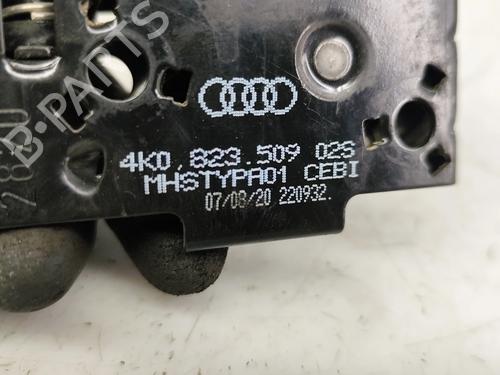 B-PARTS
4K0.823.509 02S
MHSTYPA01 CEBI
07/08/20 220932.